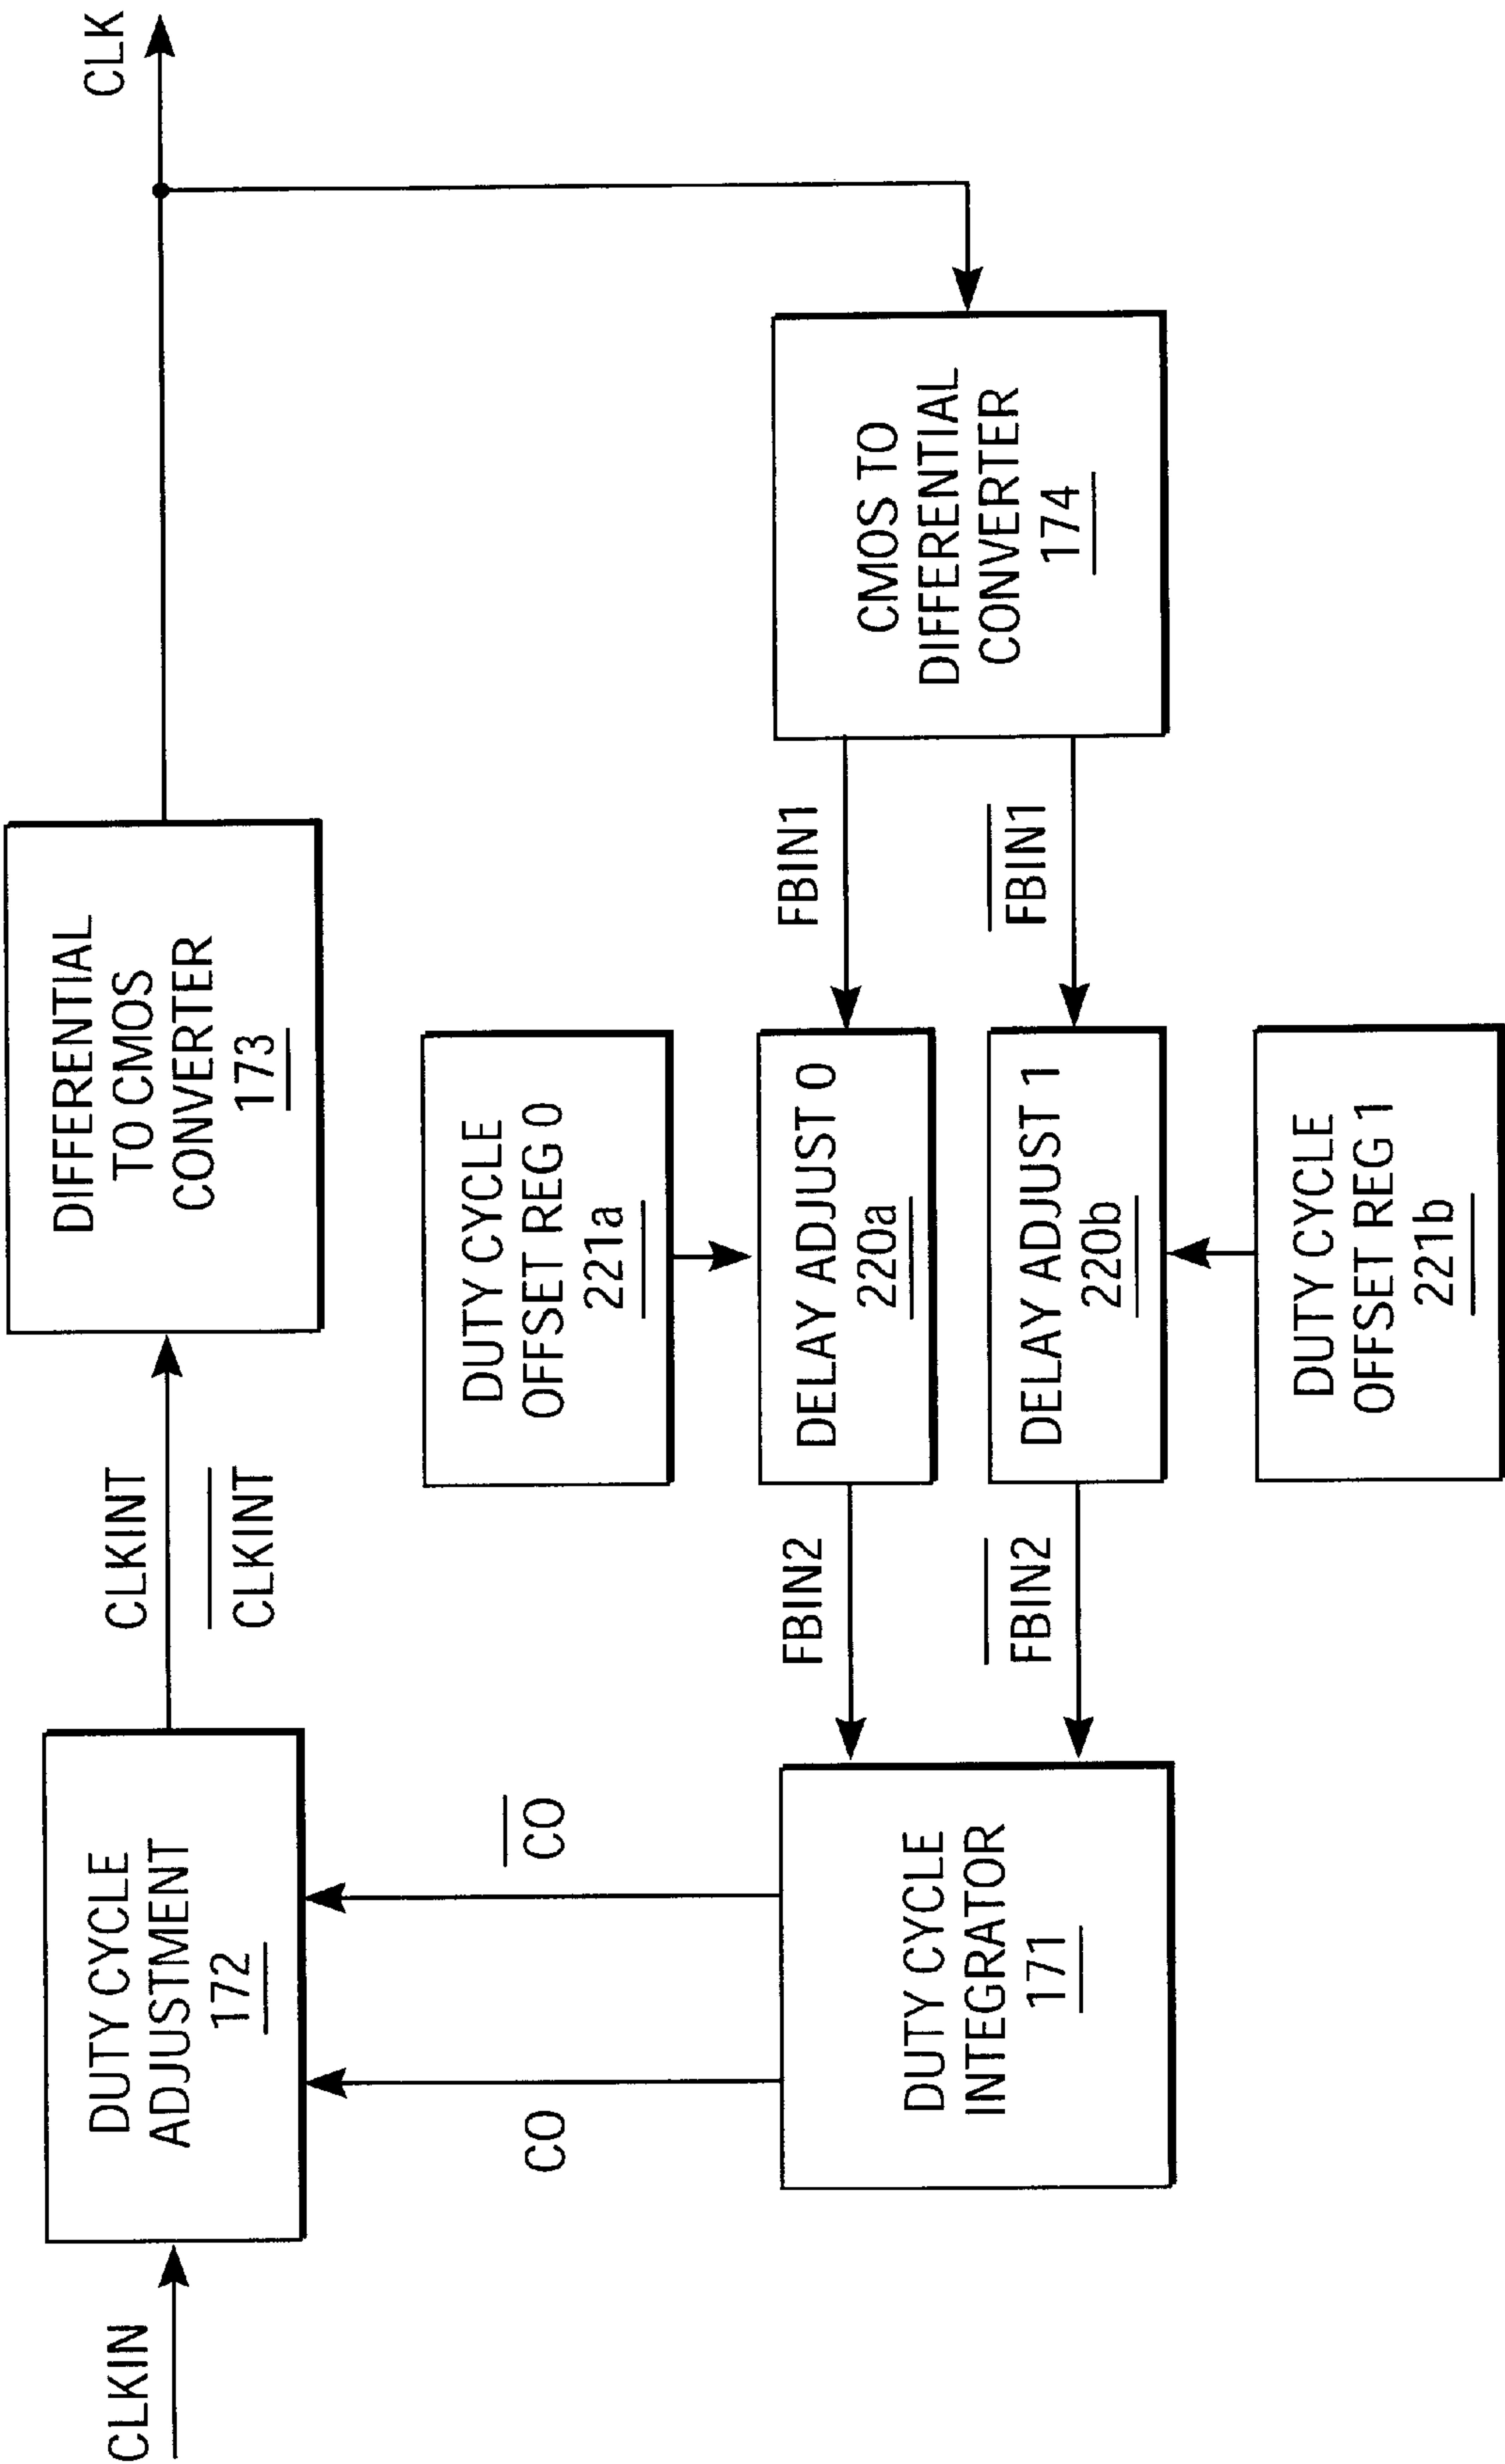 CLKIN
DUTY CYCLE
ADJUSTMENT
172
CLKINT
CLKINT
DIFFERENTIAL
TO CMOS
CONVERTER
173
CLK
CO
CO
DUTY CYCLE
OFFSET REG 0
221a
DUTY CYCLE
INTEGRATOR
171
FBIN2
FBIN2
DELAY ADJUST 0
220a
DELAY ADJUST 1
220b
FBIN1
FBIN1
CMOS TO
DIFFERENTIAL
CONVERTER
174
DUTY CYCLE
OFFSET REG 1
221b